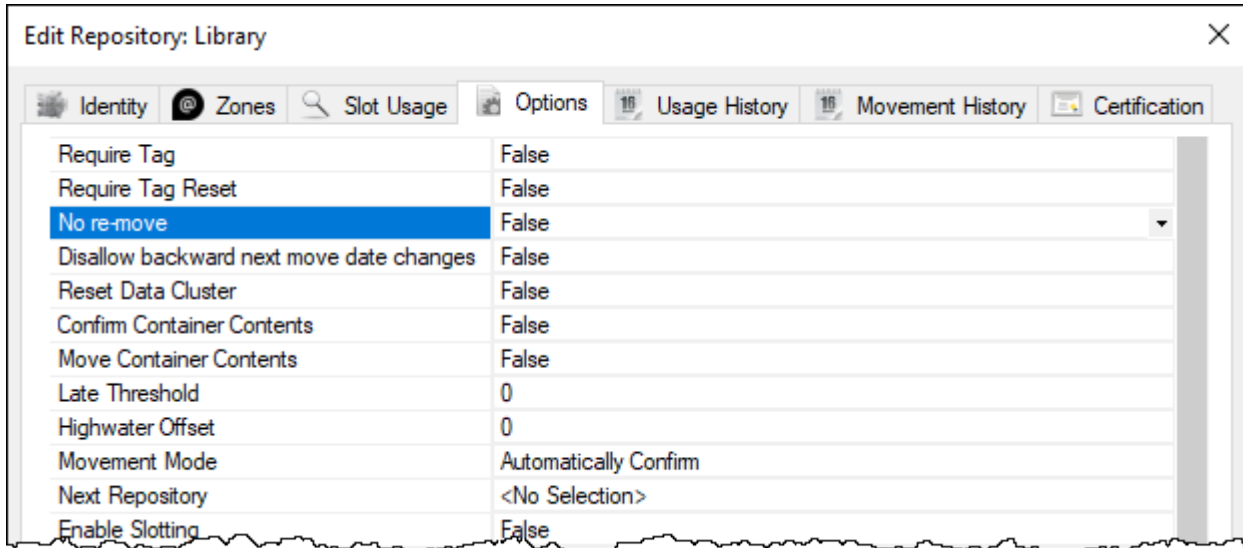 Edit Repository: Library
Identity Zones Slot Usage Options 16 Usage History 16 Movement History Certification
Require Tag False
Require Tag Reset False
No re-move False
Disallow backward next move date changes False
Reset Data Cluster False
Confirm Container Contents False
Move Container Contents False
Late Threshold 0
Highwater Offset 0
Movement Mode Automatically Confirm
Next Repository <No Selection>
Enable Slotting False